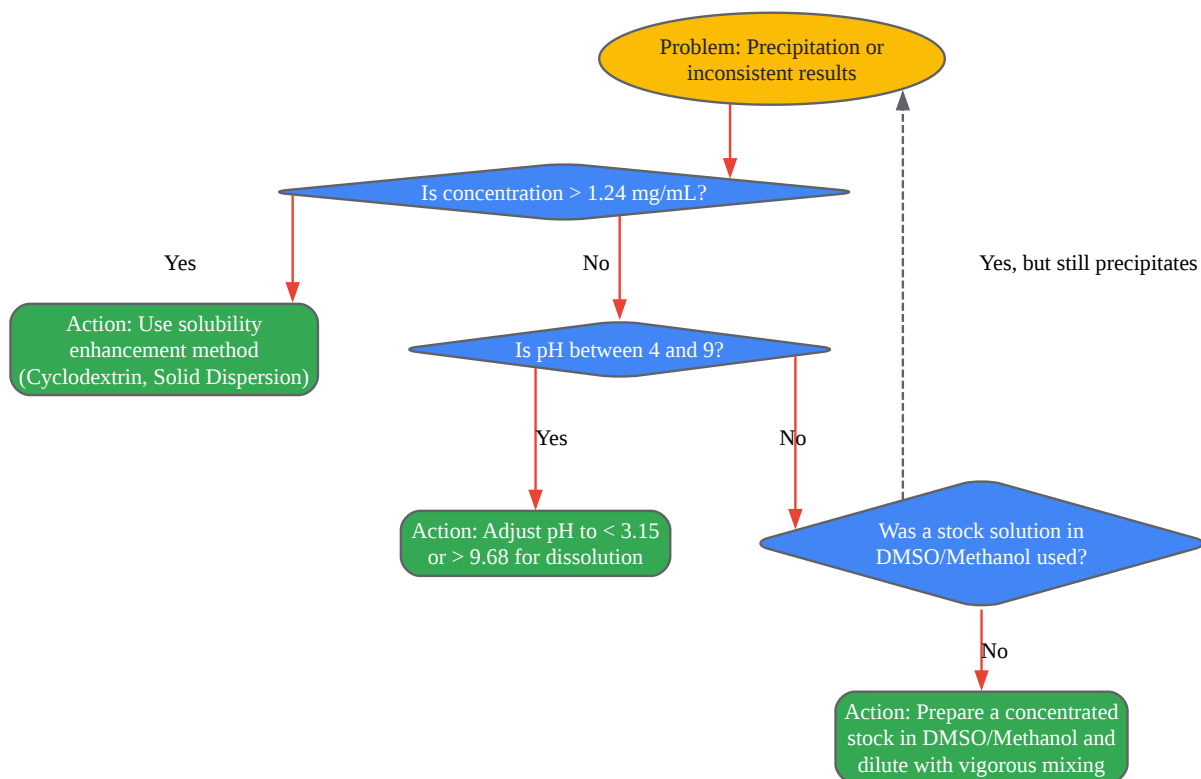 Problem: Precipitation or
inconsistent results
Is concentration > 1.24 mg/mL?
Yes
No
Yes, but still precipitates
Action: Use solubility
enhancement method
(Cyclodextrin, Solid Dispersion)
Is pH between 4 and 9?
Yes
No
Action: Adjust pH to < 3.15
or > 9.68 for dissolution
Was a stock solution in
DMSO/Methanol used?
No
Action: Prepare a concentrated
stock in DMSO/Methanol and
dilute with vigorous mixing